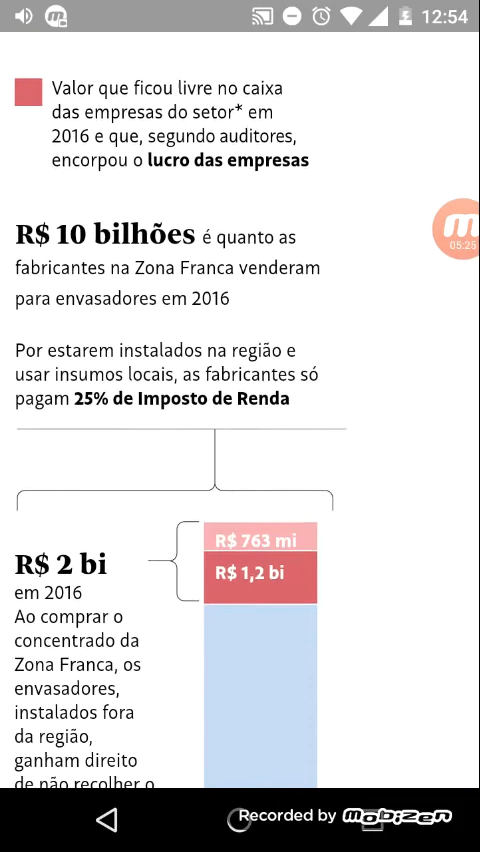 12:54
Valor que ficou livre no caixa
das empresas do setor* em
2016 e que, segundo auditores,
encorpou o lucro das empresas
05:25
R$ 10 bilhões é quanto as
fabricantes na Zona Franca venderam
para envasadores em 2016
Por estarem instalados na região e
usar insumos locais, as fabricantes só
pagam 25% de Imposto de Renda
R$ 763 mi
R$ 1,2 bi
R$ 2 bi
em 2016
Ao comprar o
concentrado da
Zona Franca, os
envasadores,
instalados fora
da região,
ganham direito
de não recolher o
Recorded by mobizen